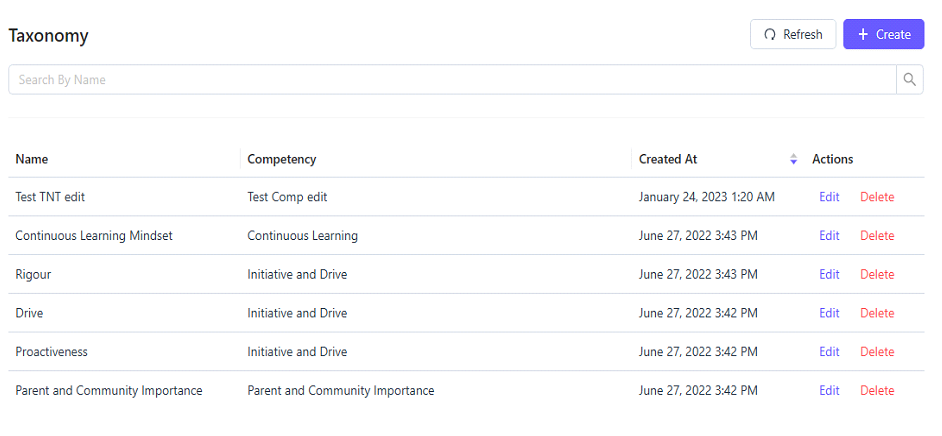 Taxonomy
Refresh
Create
Search By Name
Name Competency Created At Actions
Test TNT edit Test Comp edit January 24, 2023 1:20 AM Edit Delete
Continuous Learning Mindset Continuous Learning June 27, 2022 3:43 PM Edit Delete
Rigour Initiative and Drive June 27, 2022 3:43 PM Edit Delete
Drive Initiative and Drive June 27, 2022 3:42 PM Edit Delete
Proactiveness Initiative and Drive June 27, 2022 3:42 PM Edit Delete
Parent and Community Importance Parent and Community Importance June 27, 2022 3:42 PM Edit Delete